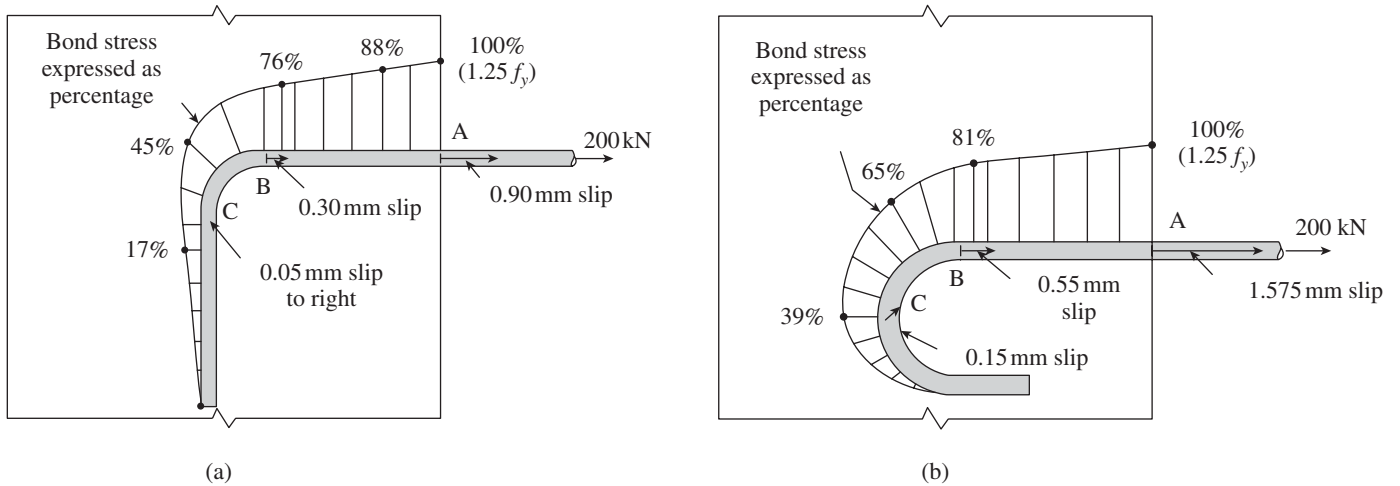 Bond stress
expressed as
percentage
76%
88%
100%
(1.25 fy)
45%
A
200 kN
B
0.30 mm slip
0.90 mm slip
C
17%
0.05 mm slip
to right
(a)
Bond stress
expressed as
percentage
81%
100%
(1.25 fy)
65%
A
200 kN
B
0.55 mm
slip
1.575 mm slip
C
39%
0.15 mm slip
(b)